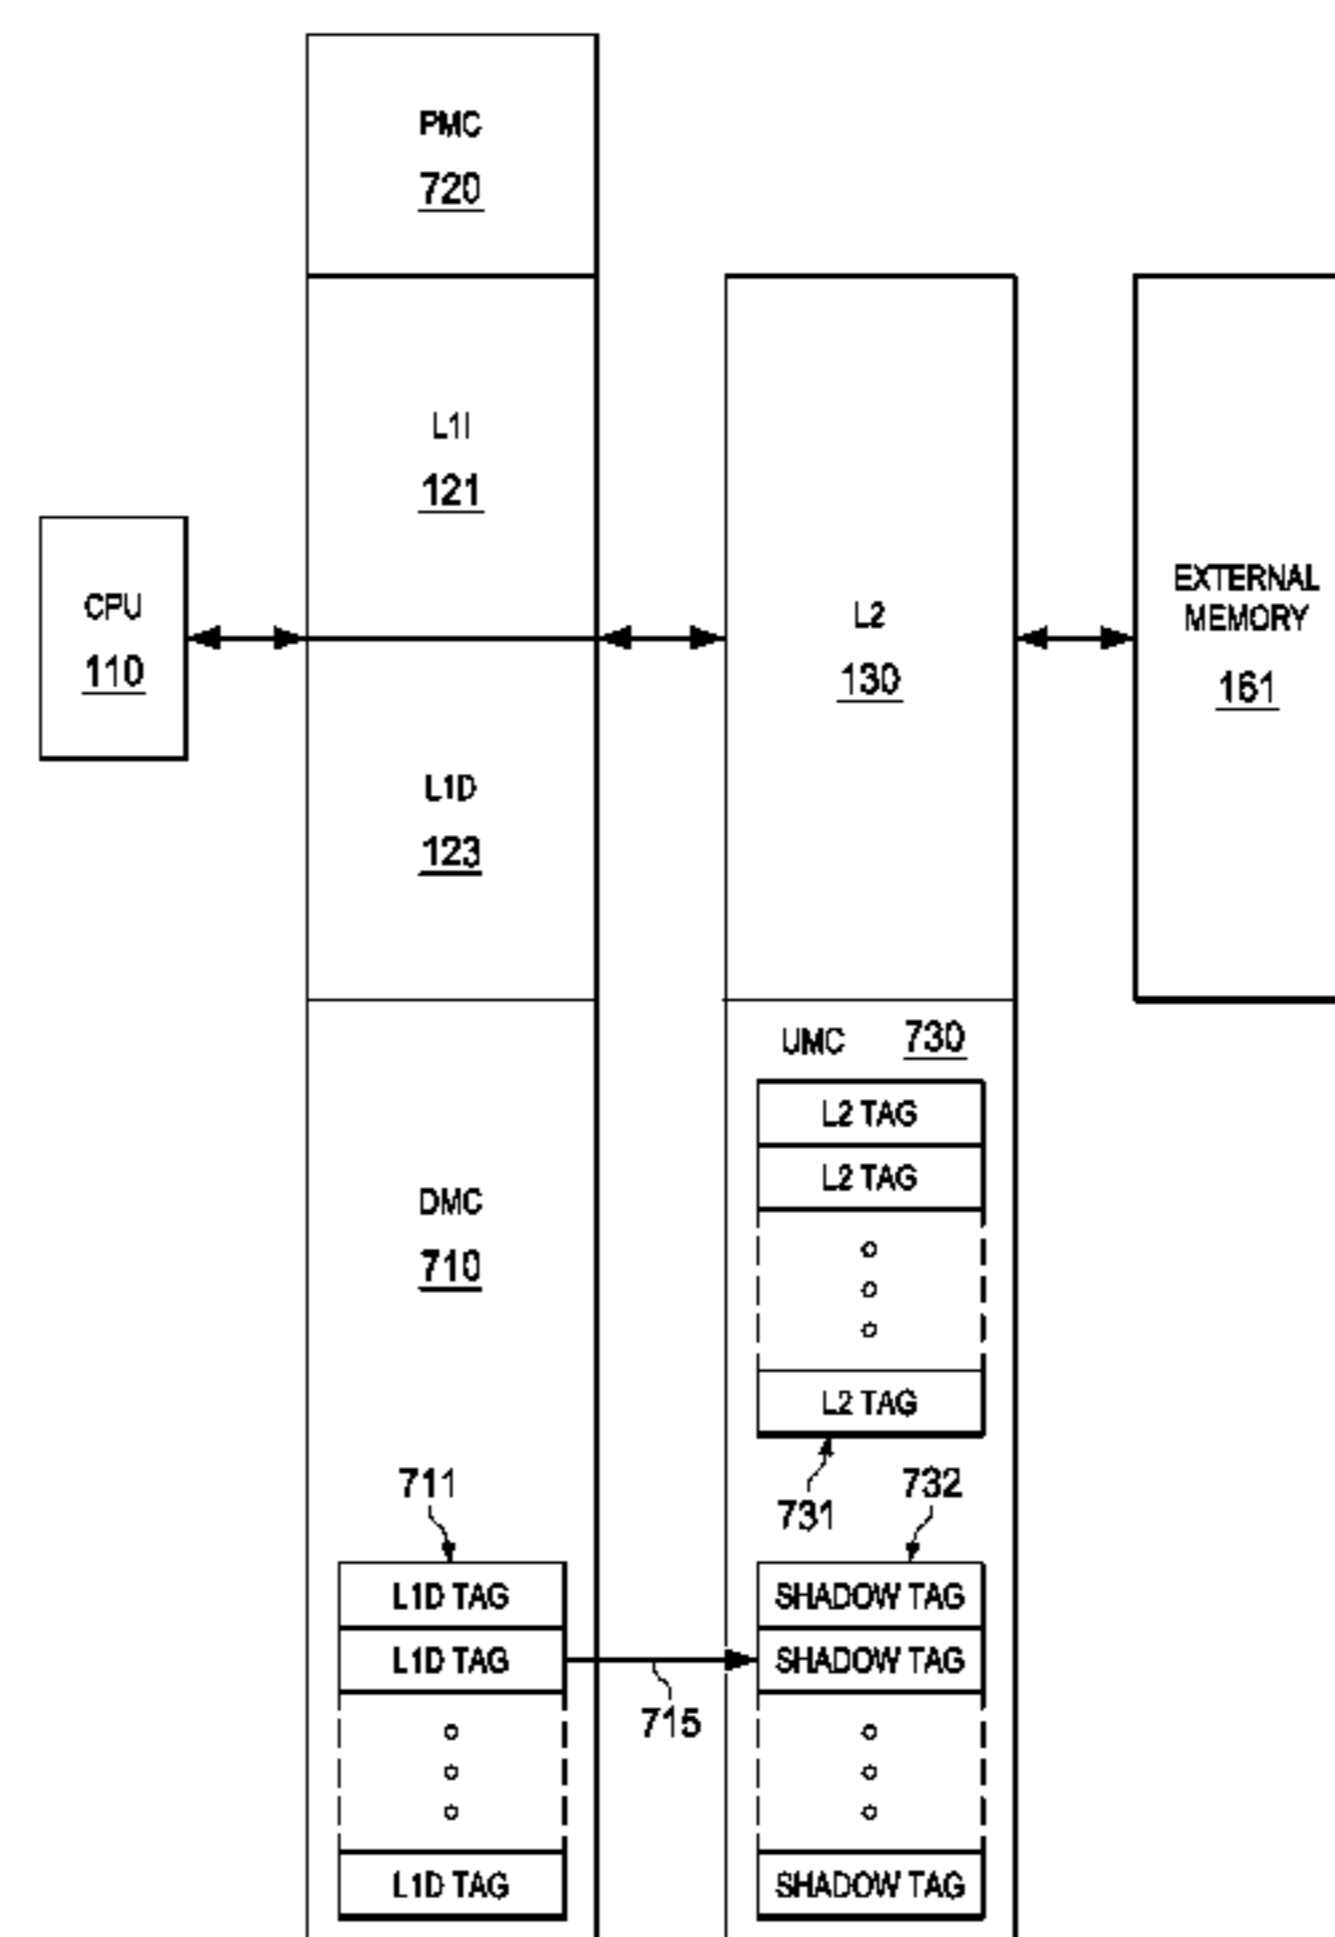 PMC
720
L1I
121
CPU
110
L1D
123
L2
130
EXTERNAL
MEMORY
161
DMC
710
711
L1D TAG
L1D TAG
L1D TAG
715
UMC 730
L2 TAG
L2 TAG
L2 TAG
731
732
SHADOW TAG
SHADOW TAG
SHADOW TAG